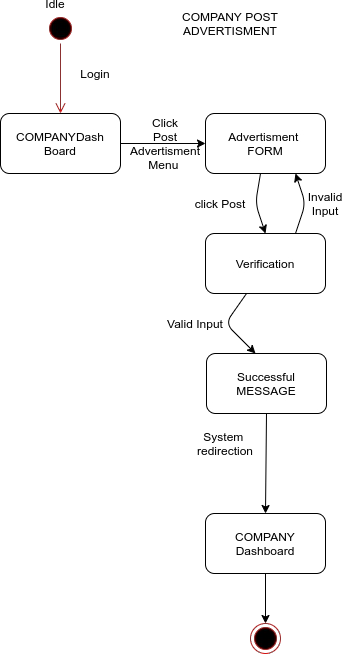 Idle
COMPANY POST
ADVERTISMENT
Login
COMPANYDash
Board
Click
Post
Advertisment
Menu
Advertisment
FORM
click Post
Invalid
Input
Verification
Valid Input
Successful
MESSAGE
System
redirection
COMPANY
Dashboard